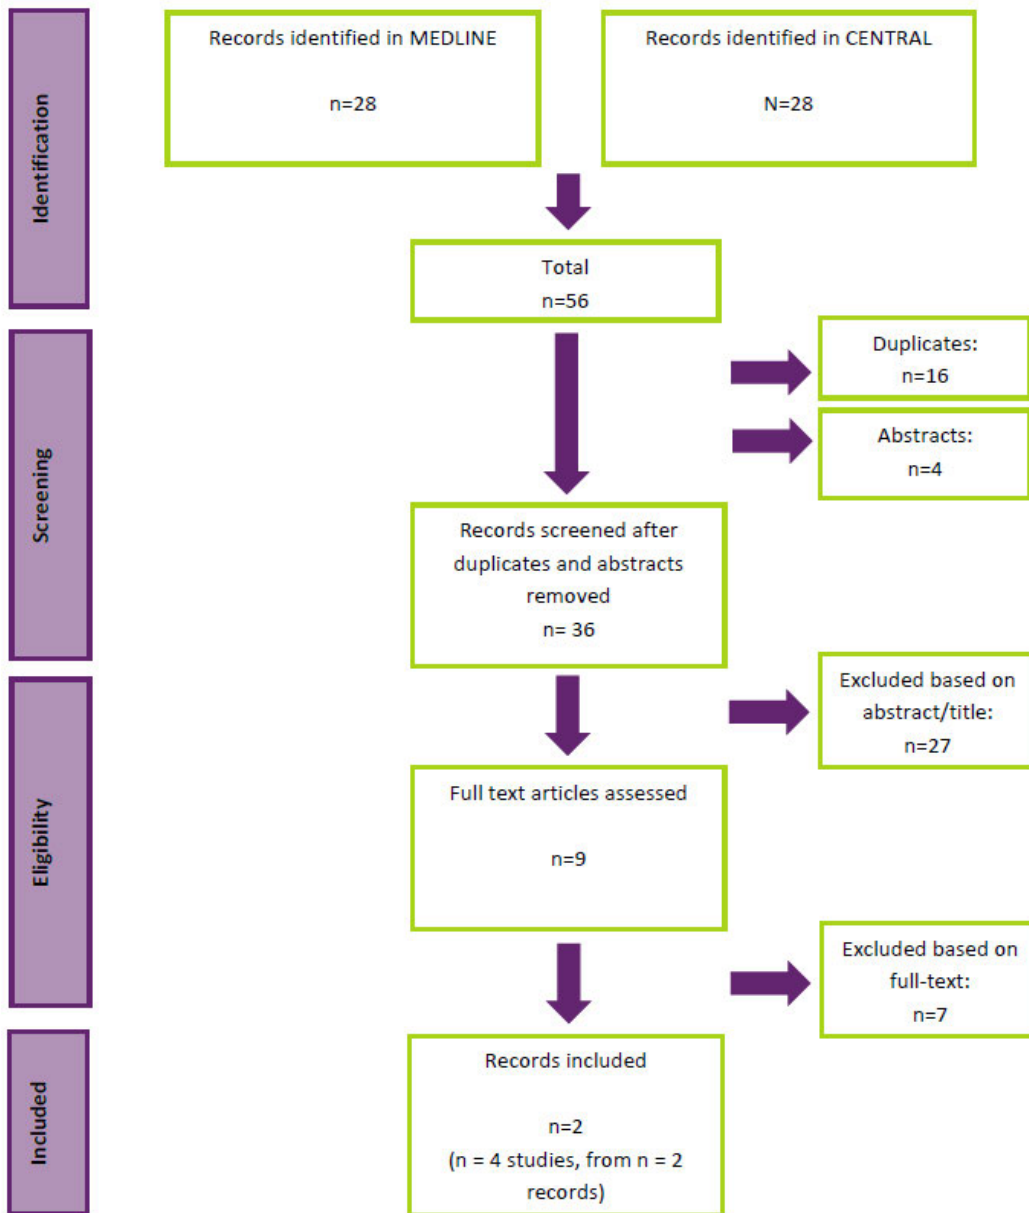 Identification
Records identified in MEDLINE
n=28
Records identified in CENTRAL
N=28
Total
n=56
Screening
Duplicates:
n=16
Abstracts:
n=4
Records screened after
duplicates and abstracts
removed
n= 36
Eligibility
Excluded based on
abstract/title:
n=27
Full text articles assessed
n=9
Excluded based on
full-text:
n=7
Included
Records included
n=2
(n = 4 studies, from n = 2
records)